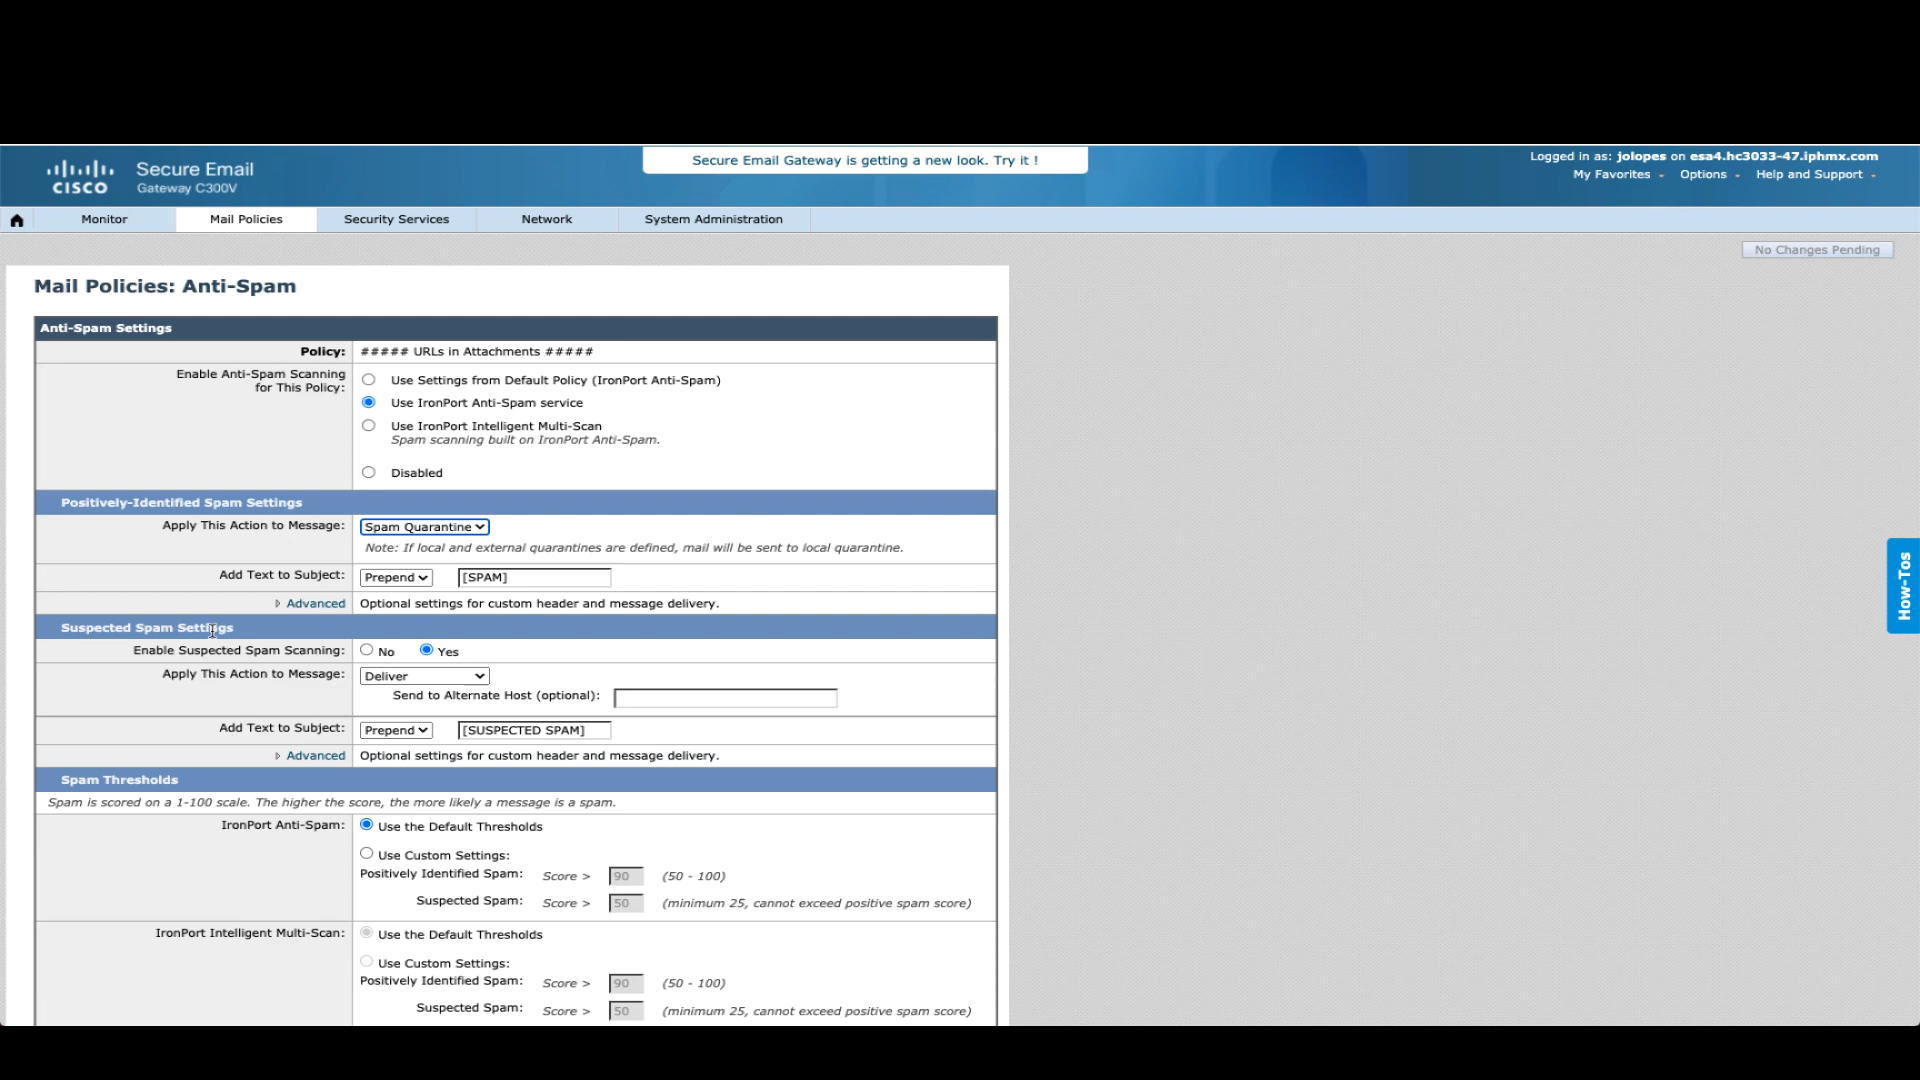 Secure Email Gateway is getting a new look. Try it !
Logged in as: jolopes on esa4.hc3033-47.iphmx.com
My Favorites Options Help and Support
CISCO
Secure Email
Gateway C300V
Monitor Mail Policies Security Services Network System Administration
No Changes Pending
Mail Policies: Anti-Spam
Anti-Spam Settings
Policy: ##### URLs in Attachments #####
Enable Anti-Spam Scanning
for This Policy:
Use Settings from Default Policy (IronPort Anti-Spam)
Use IronPort Anti-Spam service
Use IronPort Intelligent Multi-Scan
Spam scanning built on IronPort Anti-Spam.
Disabled
Positively-Identified Spam Settings
Apply This Action to Message: Spam Quarantine
Note: If local and external quarantines are defined, mail will be sent to local quarantine.
Add Text to Subject: Prepend [SPAM]
Advanced Optional settings for custom header and message delivery.
Suspected Spam Settings
Enable Suspected Spam Scanning: No Yes
Apply This Action to Message: Deliver
Send to Alternate Host (optional):
Add Text to Subject: Prepend [SUSPECTED SPAM]
Advanced Optional settings for custom header and message delivery.
Spam Thresholds
Spam is scored on a 1-100 scale. The higher the score, the more likely a message is a spam.
IronPort Anti-Spam: Use the Default Thresholds
Use Custom Settings:
Positively Identified Spam: Score > 90 (50 - 100)
Suspected Spam: Score > 50 (minimum 25, cannot exceed positive spam score)
IronPort Intelligent Multi-Scan: Use the Default Thresholds
Use Custom Settings:
Positively Identified Spam: Score > 90 (50 - 100)
Suspected Spam: Score > 50 (minimum 25, cannot exceed positive spam score)
How-Tos